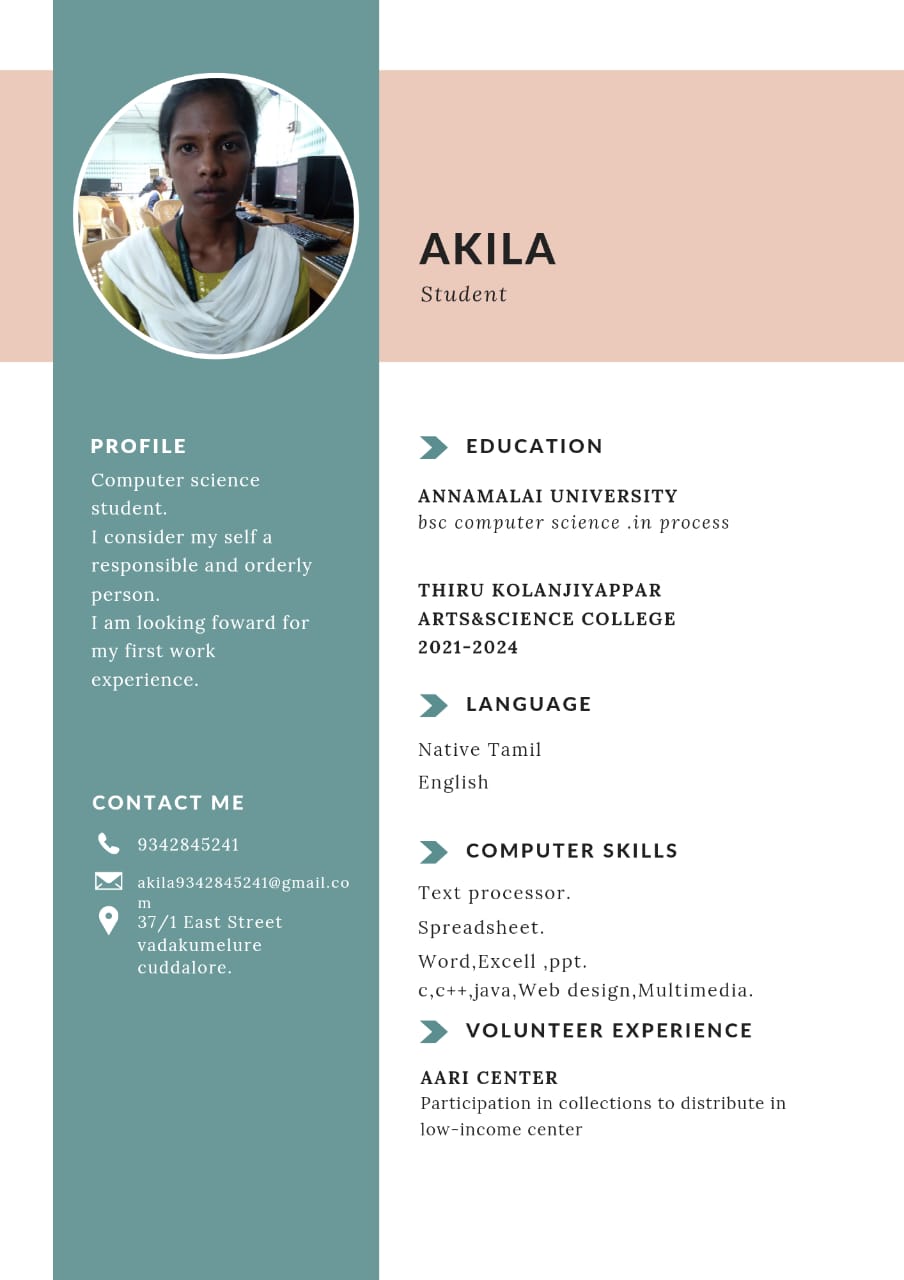 AKILA
Student
PROFILE
Computer science
student.
I consider my self a
responsible and orderly
person.
I am looking foward for
my first work
experience.
CONTACT ME
9342845241
akila9342845241@gmail.co
m
37/1 East Street
vadakumelure
cuddalore.
EDUCATION
ANNAMALAI UNIVERSITY
bsc computer science .in process
THIRU KOLANJIYAPPAR
ARTS&SCIENCE COLLEGE
2021-2024
LANGUAGE
Native Tamil
English
COMPUTER SKILLS
Text processor.
Spreadsheet.
Word,Excell ,ppt.
c,c++,java,Web design,Multimedia.
VOLUNTEER EXPERIENCE
AARI CENTER
Participation in collections to distribute in
low-income center